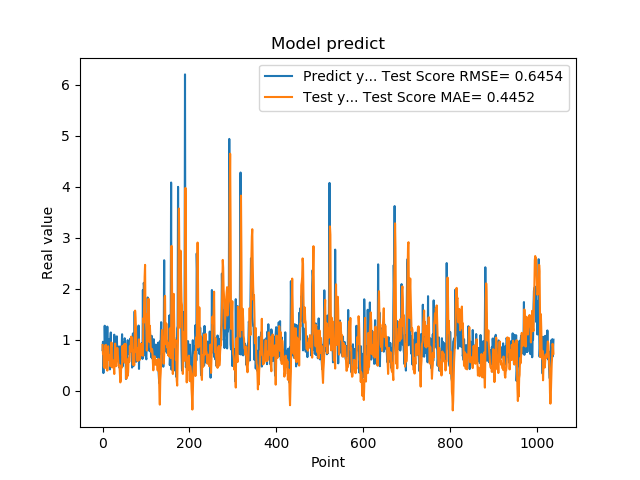 Model predict
Predict y... Test Score RMSE= 0.6454
Test y... Test Score MAE= 0.4452
Real value
6
5
4
3
2
1
0
0 200 400 600 800 1000
Point